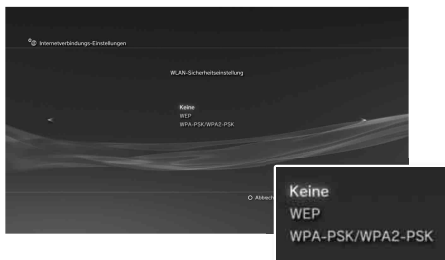 Internetverbindungs-Einstellungen
WLAN-Sicherheitseinstellung
Keine
WEP
WPA-PSK/WPA2-PSK
Keine
WEP
WPA-PSK/WPA2-PSK